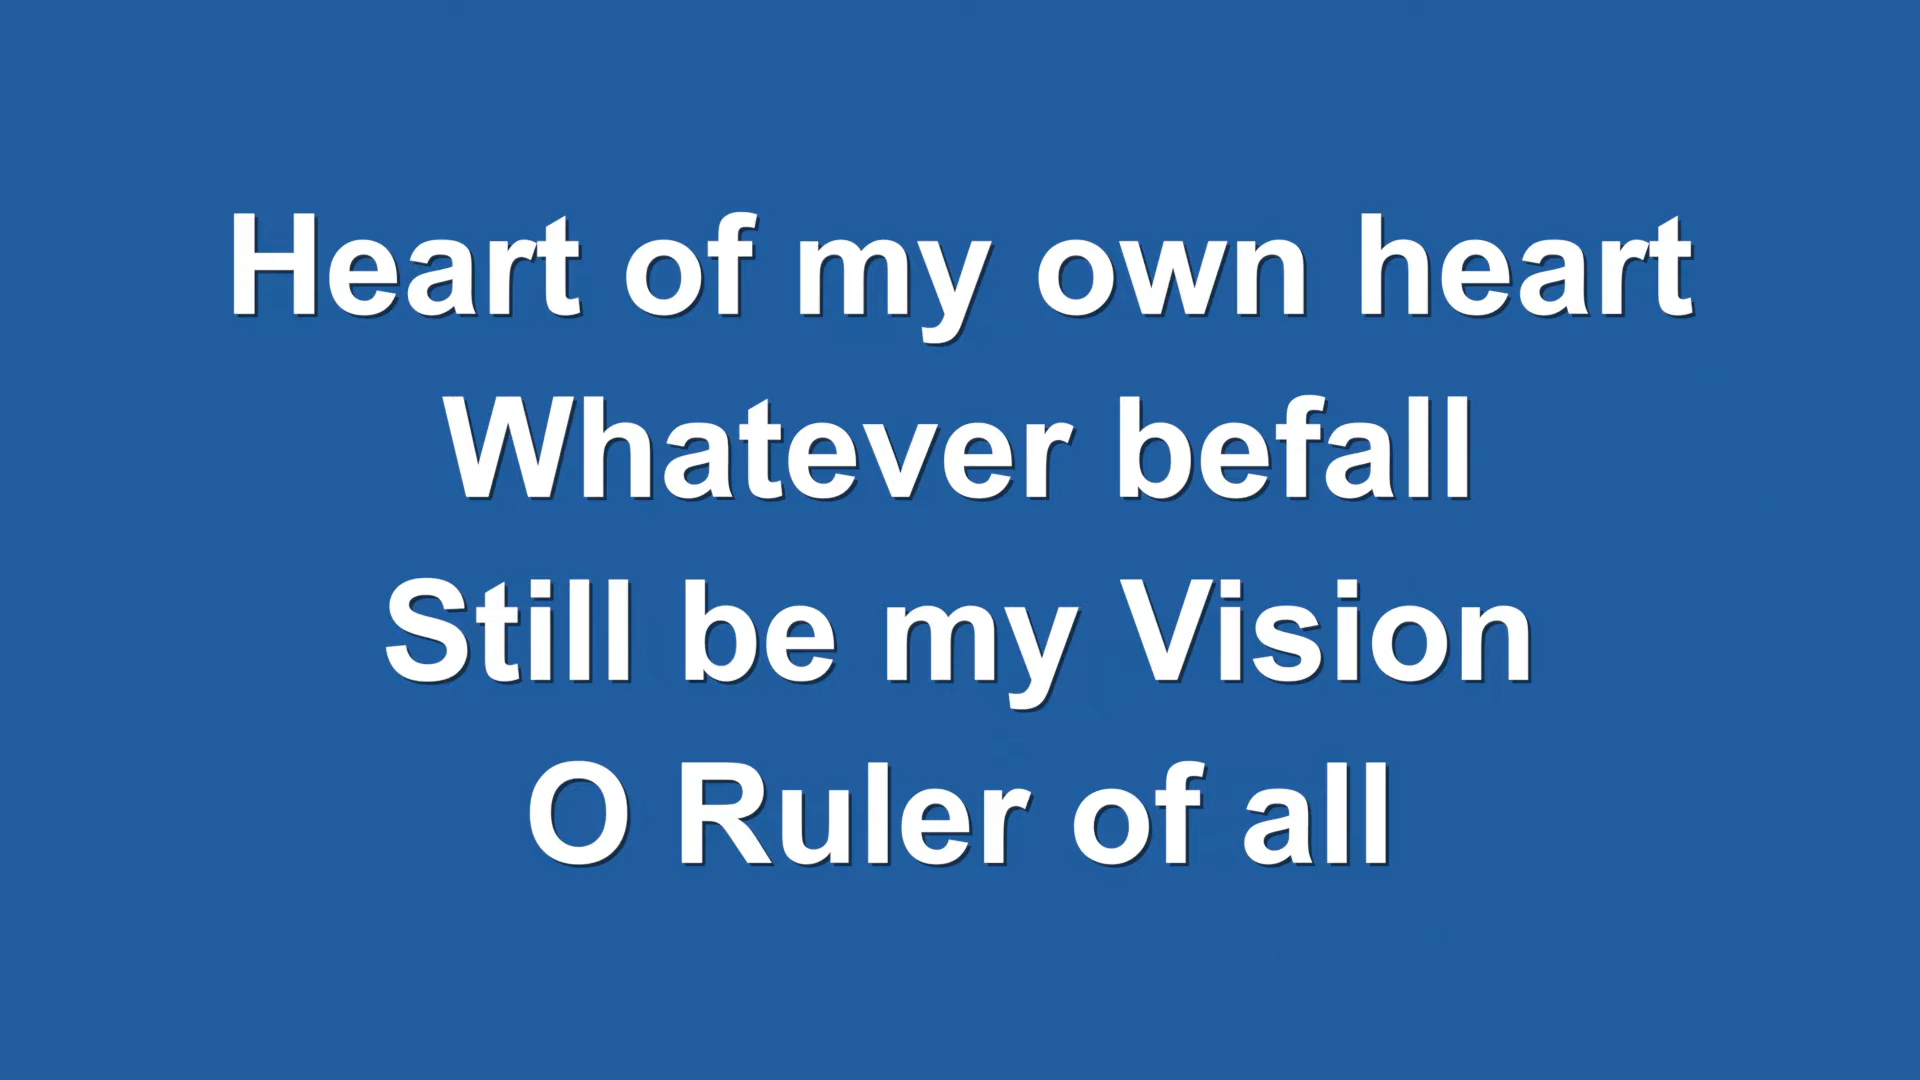 Heart of my own heart
Whatever befall
Still be my Vision
O Ruler of all